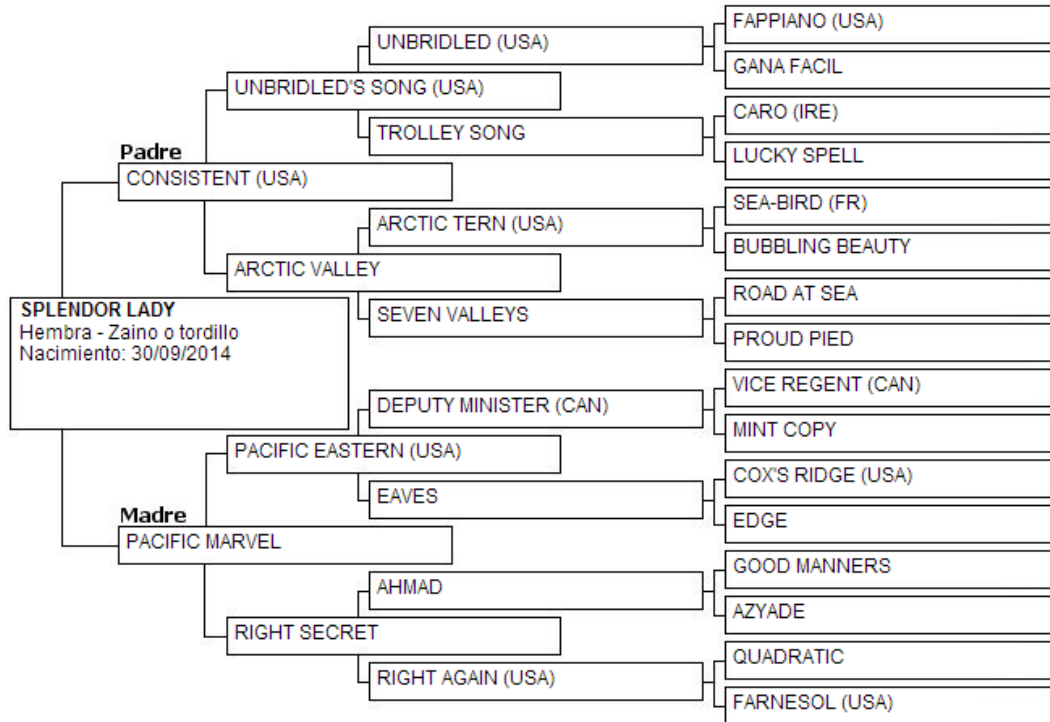 FAPPIANO (USA)
UNBRIDLED (USA)
GANA FACIL
UNBRIDLED'S SONG (USA)
CARO (IRE)
TROLLEY SONG
LUCKY SPELL
Padre
CONSISTENT (USA)
SEA-BIRD (FR)
ARCTIC TERN (USA)
BUBBLING BEAUTY
ARCTIC VALLEY
ROAD AT SEA
SEVEN VALLEYS
PROUD PIED
SPLENDOR LADY
Hembra - Zaino o tordillo
Nacimiento: 30/09/2014
VICE REGENT (CAN)
DEPUTY MINISTER (CAN)
MINT COPY
PACIFIC EASTERN (USA)
COX'S RIDGE (USA)
EAVES
EDGE
Madre
PACIFIC MARVEL
GOOD MANNERS
AHMAD
AZYADE
RIGHT SECRET
QUADRATIC
RIGHT AGAIN (USA)
FARNESOL (USA)